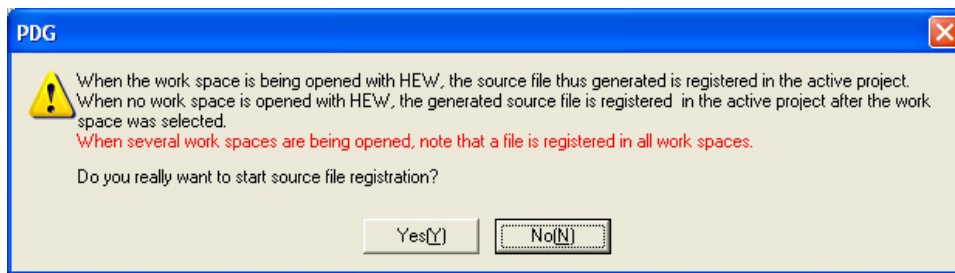 PDG
When the work space is being opened with HEW, the source file thus generated is registered in the active project.
When no work space is opened with HEW, the generated source file is registered in the active project after the work
space was selected.
When several work spaces are being opened, note that a file is registered in all work spaces.
Do you really want to start source file registration?
Yes(Y) No(N)